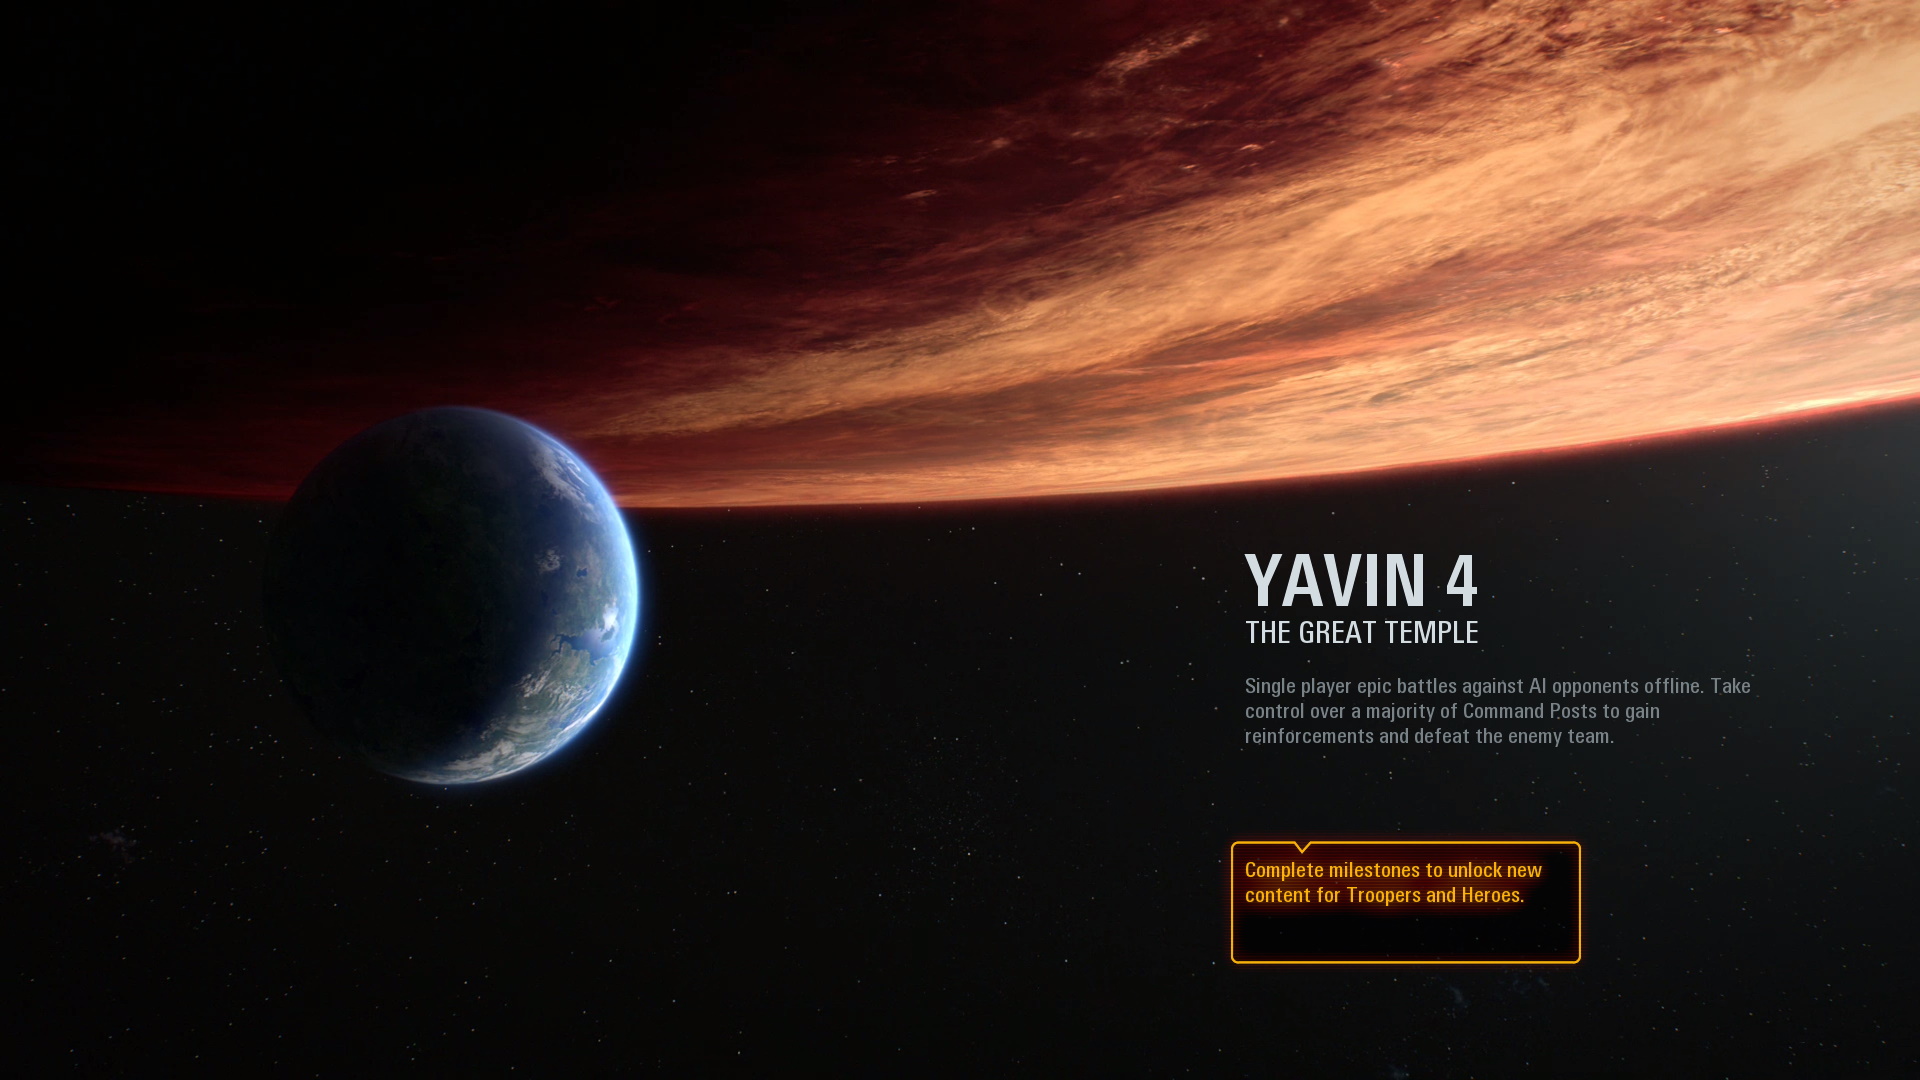 YAVIN 4
THE GREAT TEMPLE
Single player epic battles against AI opponents offline. Take
control over a majority of Command Posts to gain
reinforcements and defeat the enemy team.
Complete milestones to unlock new
content for Troopers and Heroes.